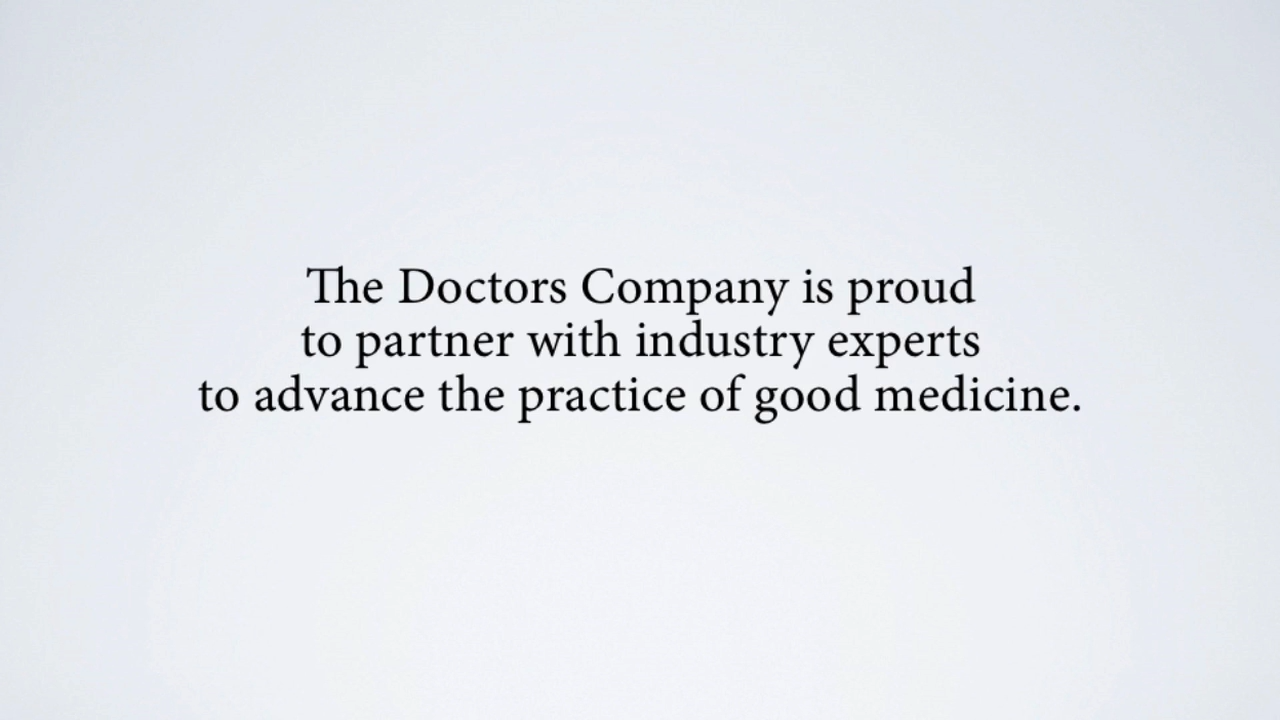 The Doctors Company is proud
to partner with industry experts
to advance the practice of good medicine.